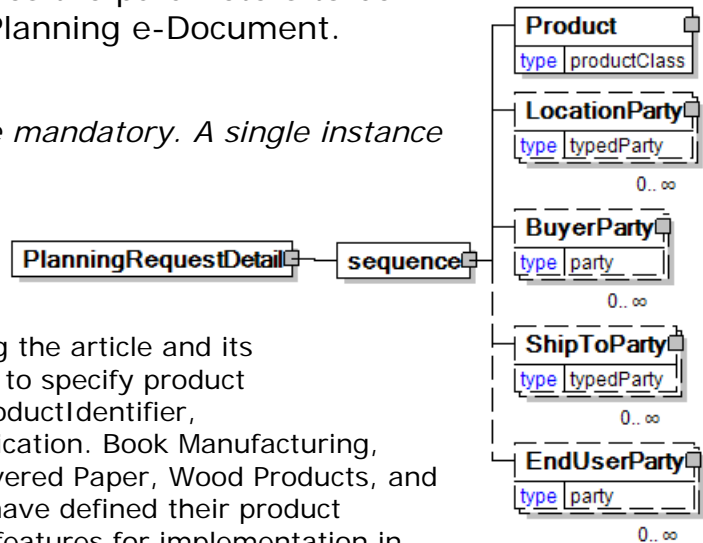 Planning e-Document.
mandatory. A single instance
PlanningRequestDetail
sequence
Product
type productClass
LocationParty
type typedParty
0.. ∞
BuyerParty
type party
0.. ∞
ShipToParty
type typedParty
0.. ∞
EndUserParty
type party
0.. ∞
the article and its
to specify product
ication. Book Manufacturing,
vered Paper, Wood Products, and
have defined their product
features for implementation in